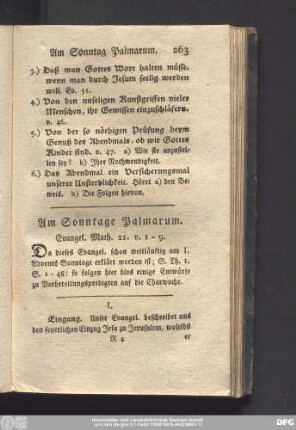 Am Sonntag Palmarum. 263
3.) Daß man Gottes Wort halten müsse,
wenn man durch Jesum seelig werden
will. Ev. 51.
4.) Von den unseligen Kunstgriffen vieler
Menschen, ihr Gewissen einzuschläfern.
v. 46.
5.) Von der so nöthigen Prüfung beym
Genuß des Abendmals, ob wir Gottes
Kinder sind. v. 47. a) Wie sie anzustel-
len sey? b) Ihre Nothwendigkeit.
6.) Das Abendmal ein Versicherungsmal
unserer Unsterblichkeit. Höret a) den Be-
weis. b) Die Folgen hievon.
Am Sonntage Palmarum.
Evangel. Math. 21. v. 1 - 9.
Da dieses Evangel. schon weitläuftig am I.
Advents Sonntage erklärt worden ist; S. Th. 1.
S. 1 - 48: so folgen hier blos einige Entwürfe
zu Vorbereitungspredigten auf die Charwoche.
I.
Eingang. Unser Evangel. beschreibet uns
den feyerlichen Einzug Jesu zu Jerusalem, woselbst
R 4 er
DFG